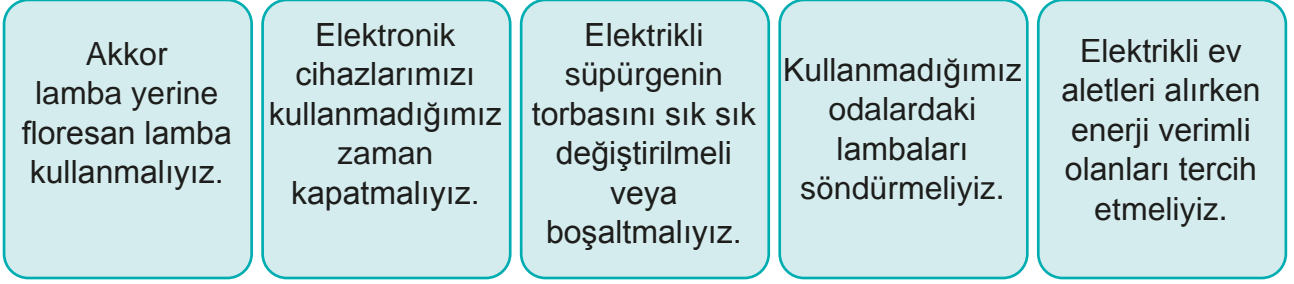 Akkor
lamba yerine
floresan lamba
kullanmalıyız.
Elektronik
cihazlarımızı
kullanmadığımız
zaman
kapatmalıyız.
Elektrikli
süpürgenin
torbasını sık sık
değiştirilmeli
veya
boşaltmalıyız.
Kullanmadığımız
odalardaki
lambaları
söndürmeliyiz.
Elektrikli ev
aletleri alırken
enerji verimli
olanları tercih
etmeliyiz.